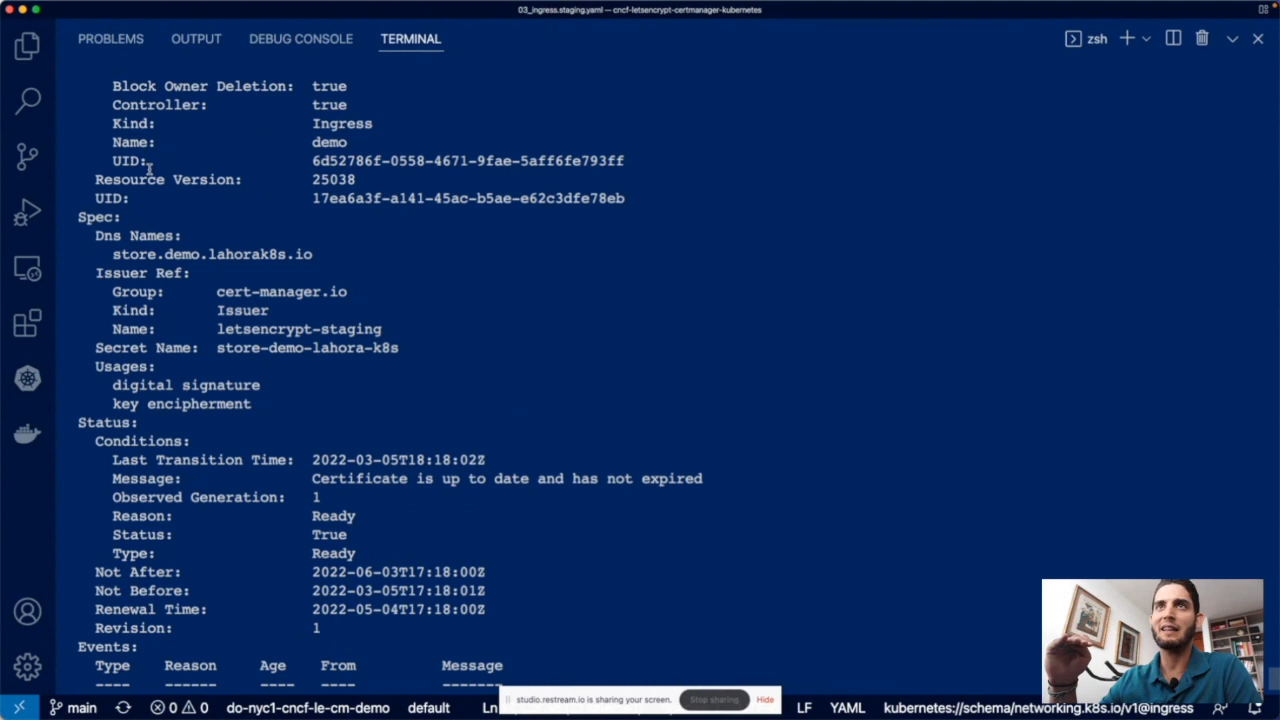 03_ingress.staging.yaml — cncf-letsencrypt-certmanager-kubernetes
PROBLEMS OUTPUT DEBUG CONSOLE TERMINAL zsh
Block Owner Deletion: true
Controller: true
Kind: Ingress
Name: demo
UID: 6d52786f-0558-4671-9fae-5aff6fe793ff
Resource Version: 25038
UID: 17ea6a3f-a141-45ac-b5ae-e62c3dfe78eb
Spec:
Dns Names:
store.demo.lahorak8s.io
Issuer Ref:
Group: cert-manager.io
Kind: Issuer
Name: letsencrypt-staging
Secret Name: store-demo-lahora-k8s
Usages:
digital signature
key encipherment
Status:
Conditions:
Last Transition Time: 2022-03-05T18:18:02Z
Message: Certificate is up to date and has not expired
Observed Generation: 1
Reason: Ready
Status: True
Type: Ready
Not After: 2022-06-03T17:18:00Z
Not Before: 2022-03-05T17:18:01Z
Renewal Time: 2022-05-04T17:18:00Z
Revision: 1
Events:
Type Reason Age From Message
---- ------ ---- ---- -------
studio.restream.io is sharing your screen. Stop sharing Hide
main 0 0 do-nyc1-cncf-le-cm-demo default Ln LF YAML kubernetes://schema/networking.k8s.io/v1@ingress